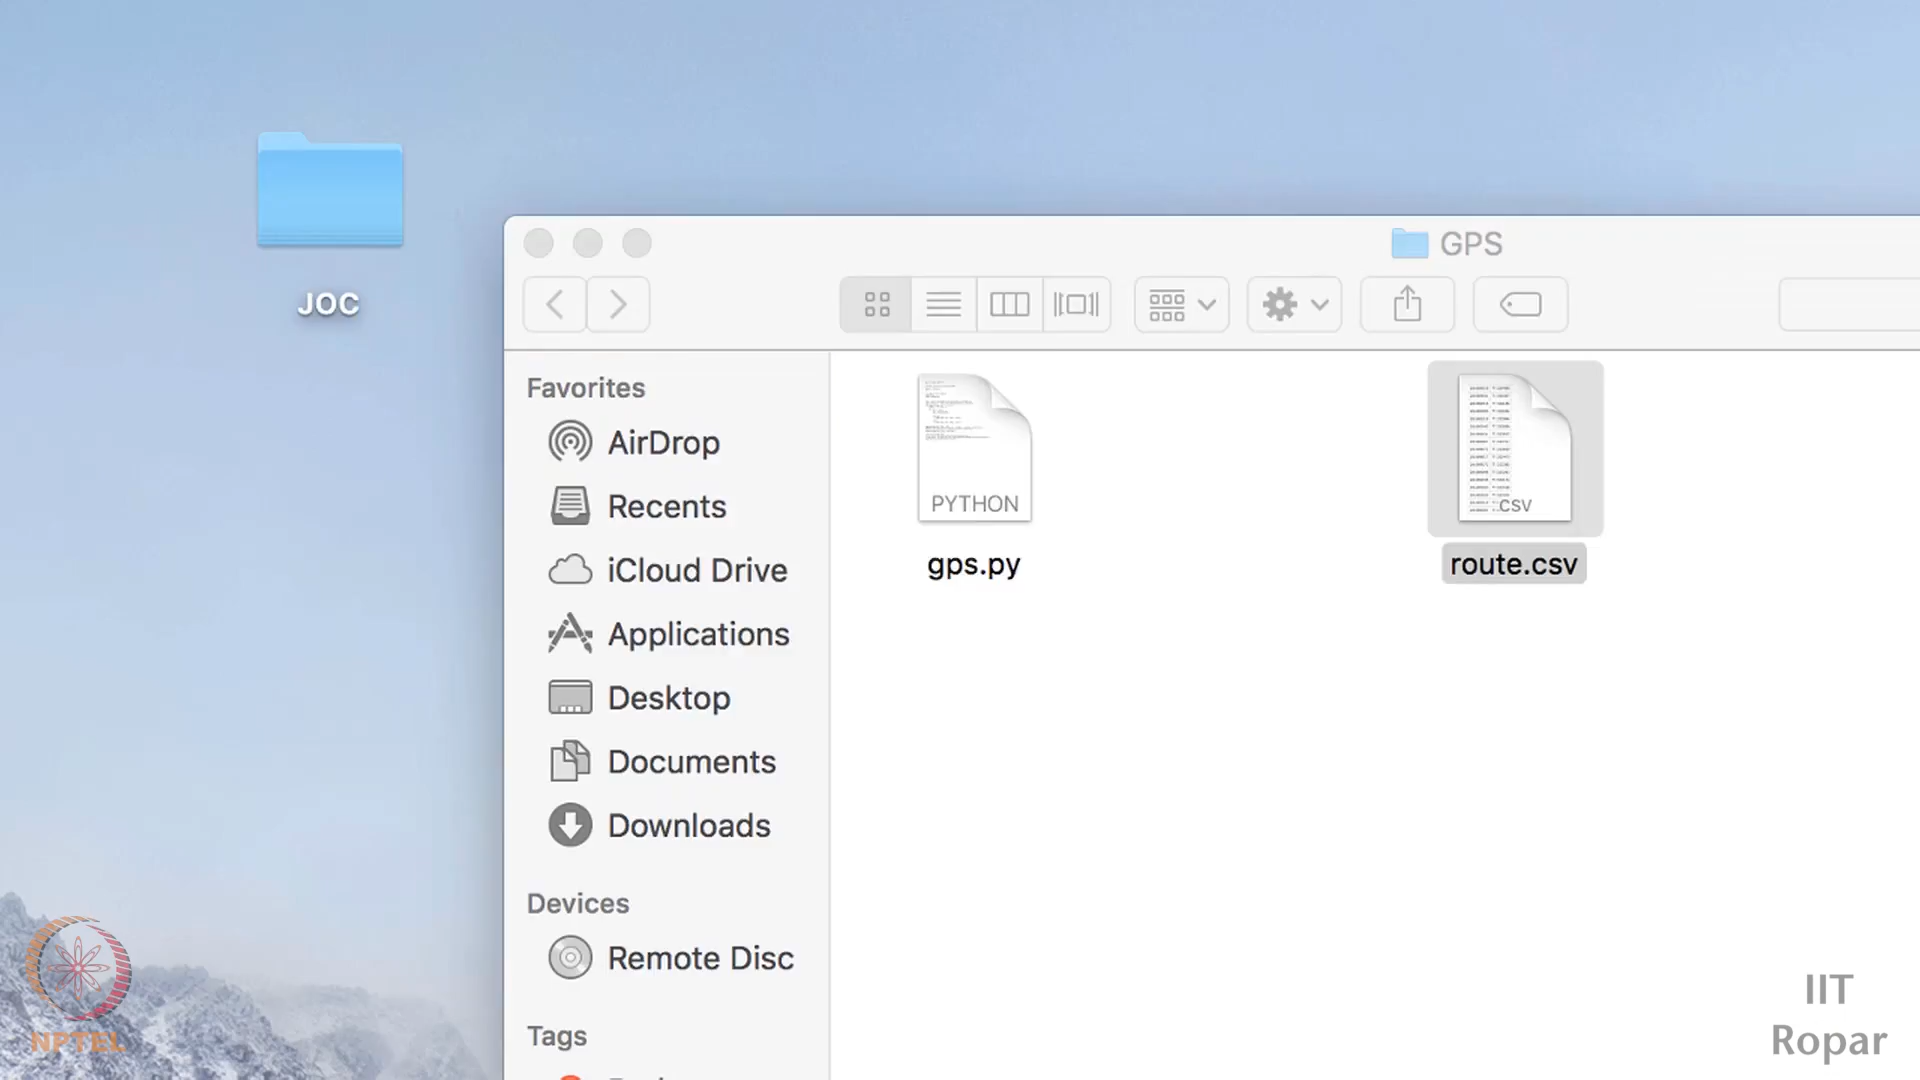 JOC
GPS
Favorites
AirDrop
Recents
iCloud Drive
Applications
Desktop
Documents
Downloads
Devices
Remote Disc
Tags
PYTHON
gps.py
CSV
route.csv
NPTEL
IIT
Ropar